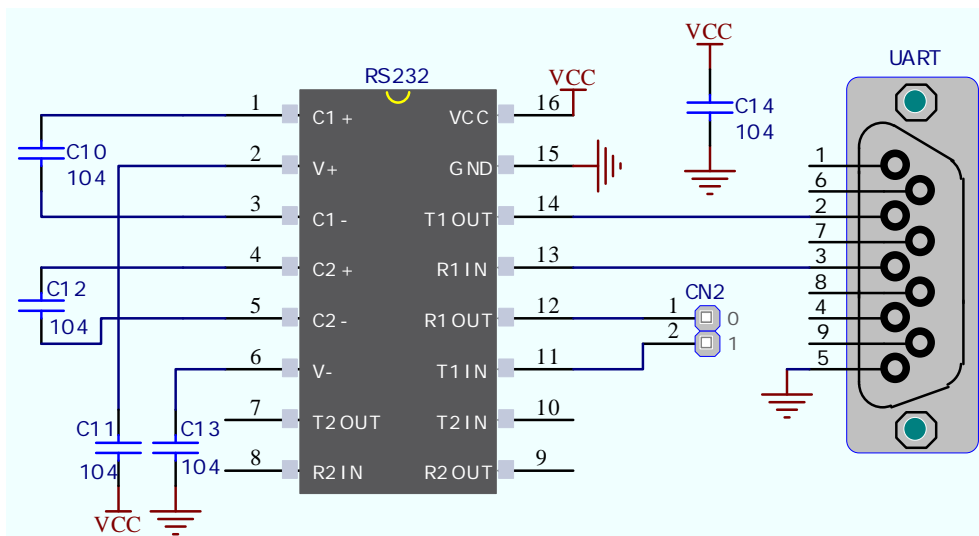 RS232
1 C1+
2 V+
3 C1-
4 C2+
5 C2-
6 V-
7 T2OUT
8 R2IN
VCC 16
GND 15
T1OUT 14
R1IN 13
R1OUT 12
T1IN 11
T2IN 10
R2OUT 9
C10
104
C12
104
C11
104
VCC
C13
104
VCC
VCC
C14
104
CN2
1 0
2 1
UART
1
6
2
7
3
8
4
9
5